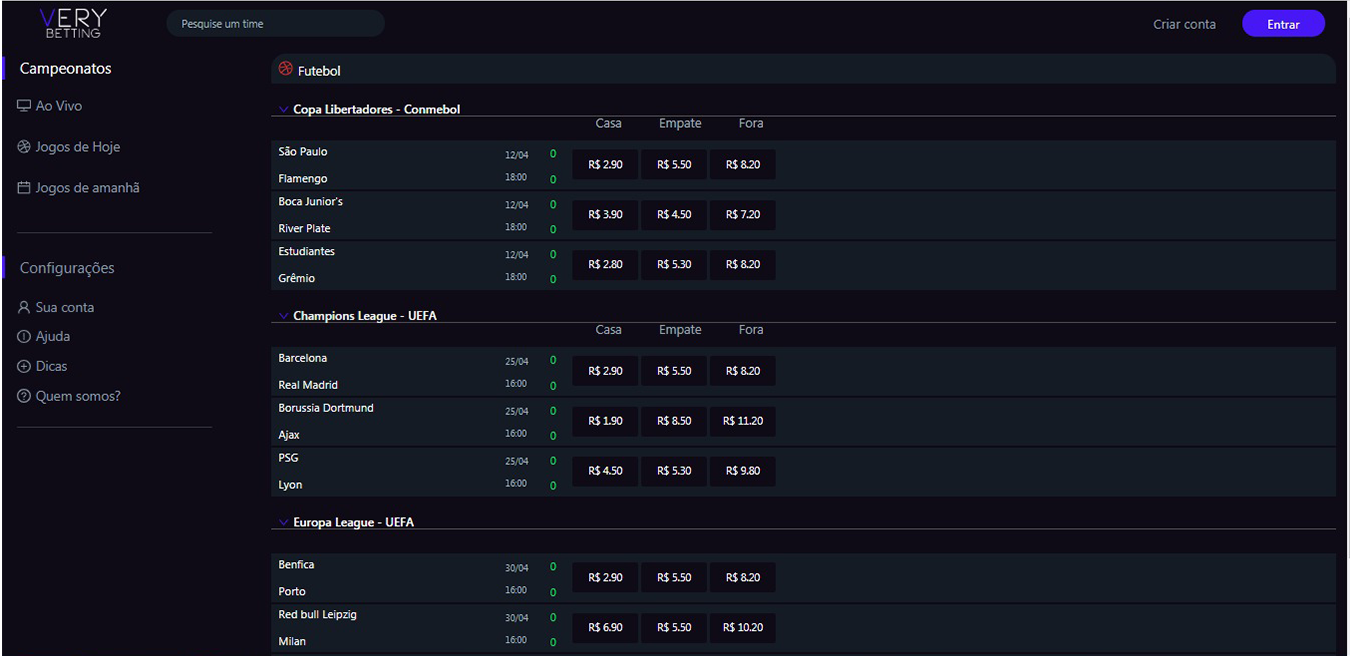 VERY
BETTING
Pesquise um time
Criar conta
Entrar
Campeonatos
Ao Vivo
Jogos de Hoje
Jogos de amanhã
Configurações
Sua conta
Ajuda
Dicas
Quem somos?
Futebol
Copa Libertadores - Conmebol
Casa Empate Fora
São Paulo 12/04 0
R$ 2.90 R$ 5.50 R$ 8.20
Flamengo 18:00 0
Boca Junior's 12/04 0
R$ 3.90 R$ 4.50 R$ 7.20
River Plate 18:00 0
Estudiantes 12/04 0
R$ 2.80 R$ 5.30 R$ 8.20
Grêmio 18:00 0
Champions League - UEFA
Casa Empate Fora
Barcelona 25/04 0
R$ 2.90 R$ 5.50 R$ 8.20
Real Madrid 16:00 0
Borussia Dortmund 25/04 0
R$ 1.90 R$ 8.50 R$ 11.20
Ajax 16:00 0
PSG 25/04 0
R$ 4.50 R$ 5.30 R$ 9.80
Lyon 16:00 0
Europa League - UEFA
Benfica 30/04 0
R$ 2.90 R$ 5.50 R$ 8.20
Porto 16:00 0
Red bull Leipzig 30/04 0
R$ 6.90 R$ 5.50 R$ 10.20
Milan 16:00 0